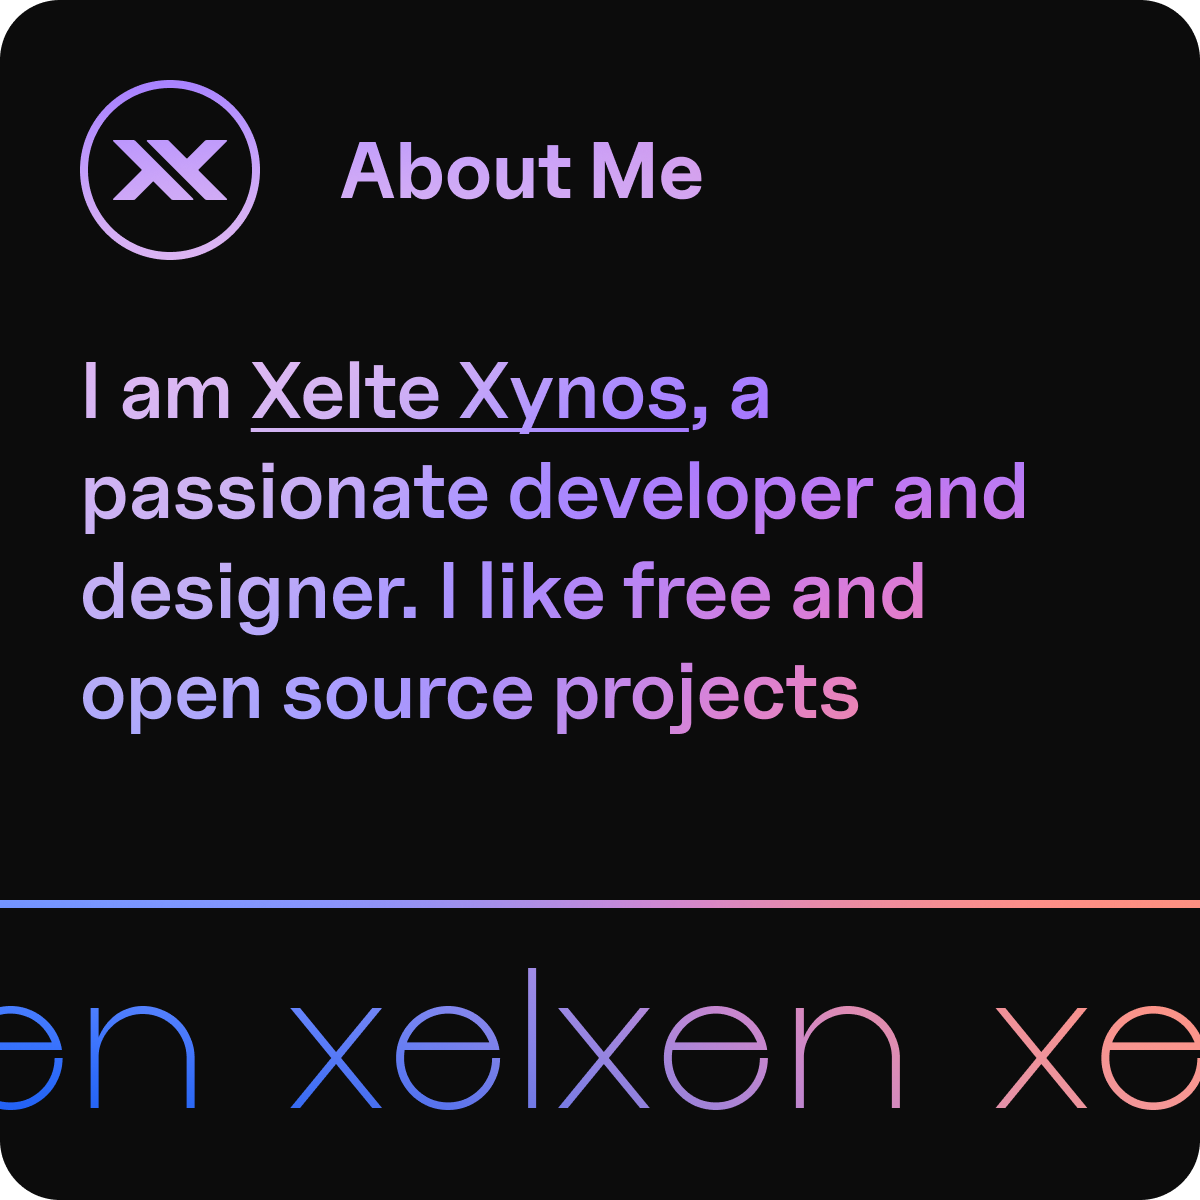 About Me
I am Xelte Xynos, a
passionate developer and
designer. I like free and
open source projects
en xelxen xe